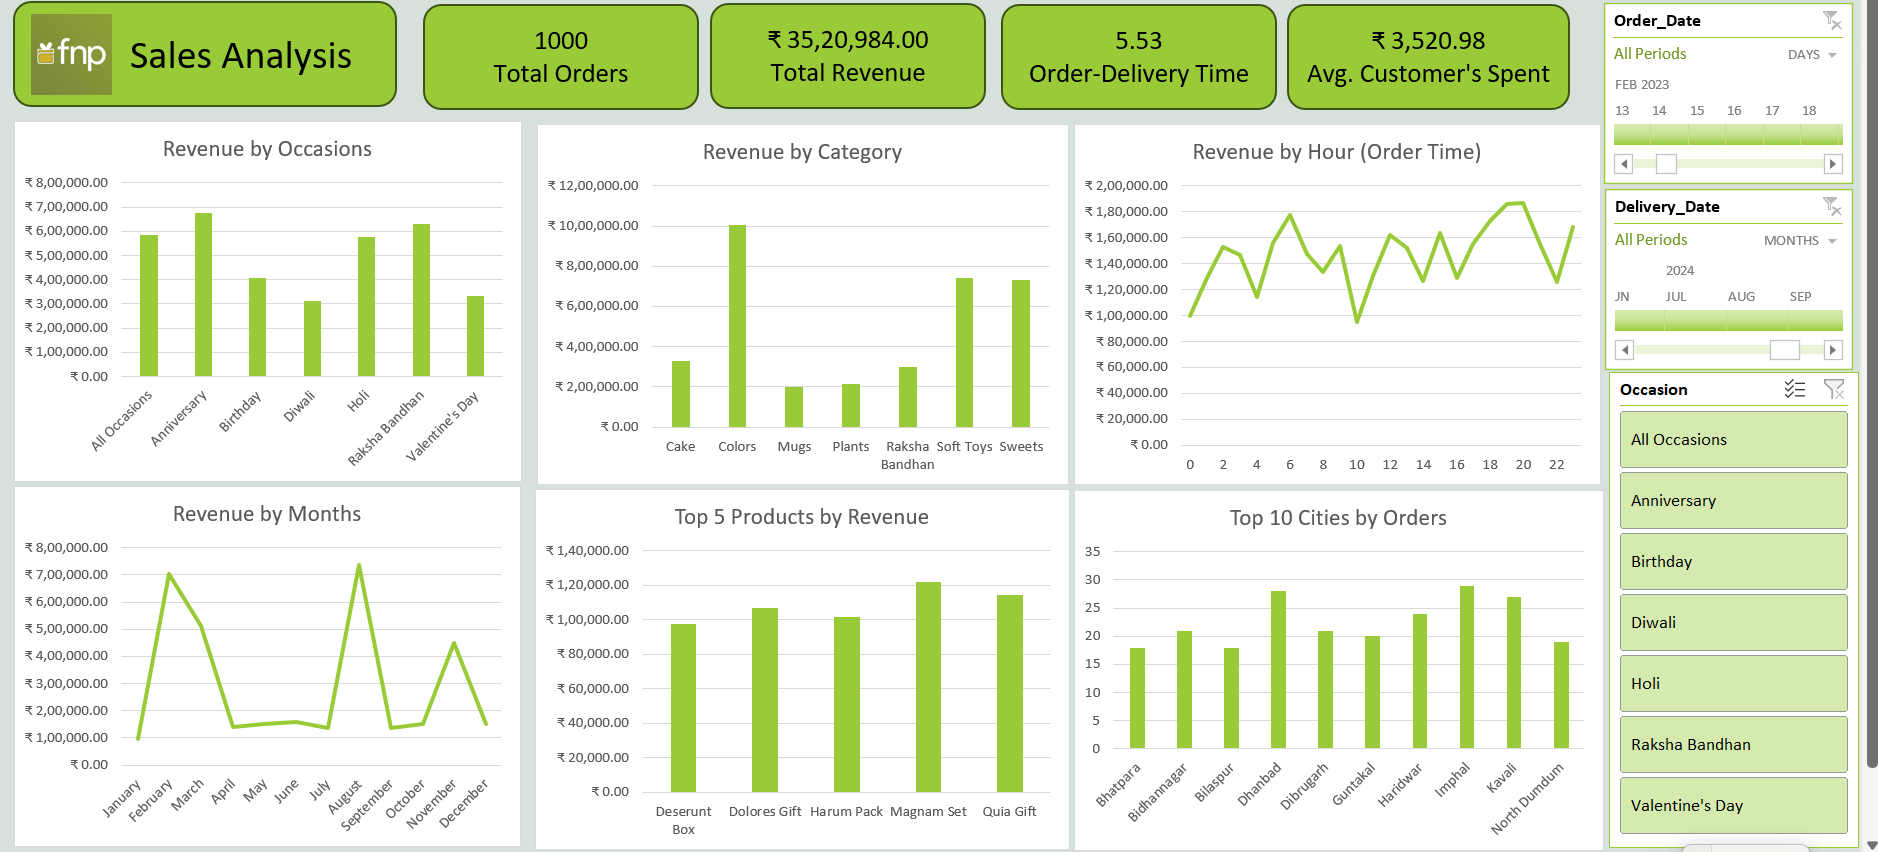 fnp
Sales Analysis
1000
Total Orders
₹ 35,20,984.00
Total Revenue
5.53
Order-Delivery Time
₹ 3,520.98
Avg. Customer's Spent
Order_Date
All Periods
DAYS
FEB 2023
13 14 15 16 17 18
Delivery_Date
All Periods
MONTHS
2024
JUL AUG SEP
Occasion
All Occasions
Anniversary
Birthday
Diwali
Holi
Raksha Bandhan
Valentine's Day
Revenue by Occasions
₹ 8,00,000.00
₹ 7,00,000.00
₹ 6,00,000.00
₹ 5,00,000.00
₹ 4,00,000.00
₹ 3,00,000.00
₹ 2,00,000.00
₹ 1,00,000.00
₹ 0.00
All Occasions
Anniversary
Birthday
Diwali
Holi
Raksha Bandhan
Valentine's Day
Revenue by Category
₹ 12,00,000.00
₹ 10,00,000.00
₹ 8,00,000.00
₹ 6,00,000.00
₹ 4,00,000.00
₹ 2,00,000.00
₹ 0.00
Cake Colors Mugs Plants Raksha Soft Toys Sweets
Bandhan
Revenue by Hour (Order Time)
₹ 2,00,000.00
₹ 1,80,000.00
₹ 1,60,000.00
₹ 1,40,000.00
₹ 1,20,000.00
₹ 1,00,000.00
₹ 80,000.00
₹ 60,000.00
₹ 40,000.00
₹ 20,000.00
₹ 0.00
0 2 4 6 8 10 12 14 16 18 20 22
Revenue by Months
₹ 8,00,000.00
₹ 7,00,000.00
₹ 6,00,000.00
₹ 5,00,000.00
₹ 4,00,000.00
₹ 3,00,000.00
₹ 2,00,000.00
₹ 1,00,000.00
₹ 0.00
January
February
March
April
May
June
July
August
September
October
November
December
Top 5 Products by Revenue
₹ 1,40,000.00
₹ 1,20,000.00
₹ 1,00,000.00
₹ 80,000.00
₹ 60,000.00
₹ 40,000.00
₹ 20,000.00
₹ 0.00
Deserunt Dolores Gift Harum Pack Magnam Set Quia Gift
Box
Top 10 Cities by Orders
35
30
25
20
15
10
5
0
Bhatpara
Bidhannagar
Bilaspur
Dhanbad
Dibrugarh
Guntakal
Haridwar
Imphal
Kavali
North Dumdum